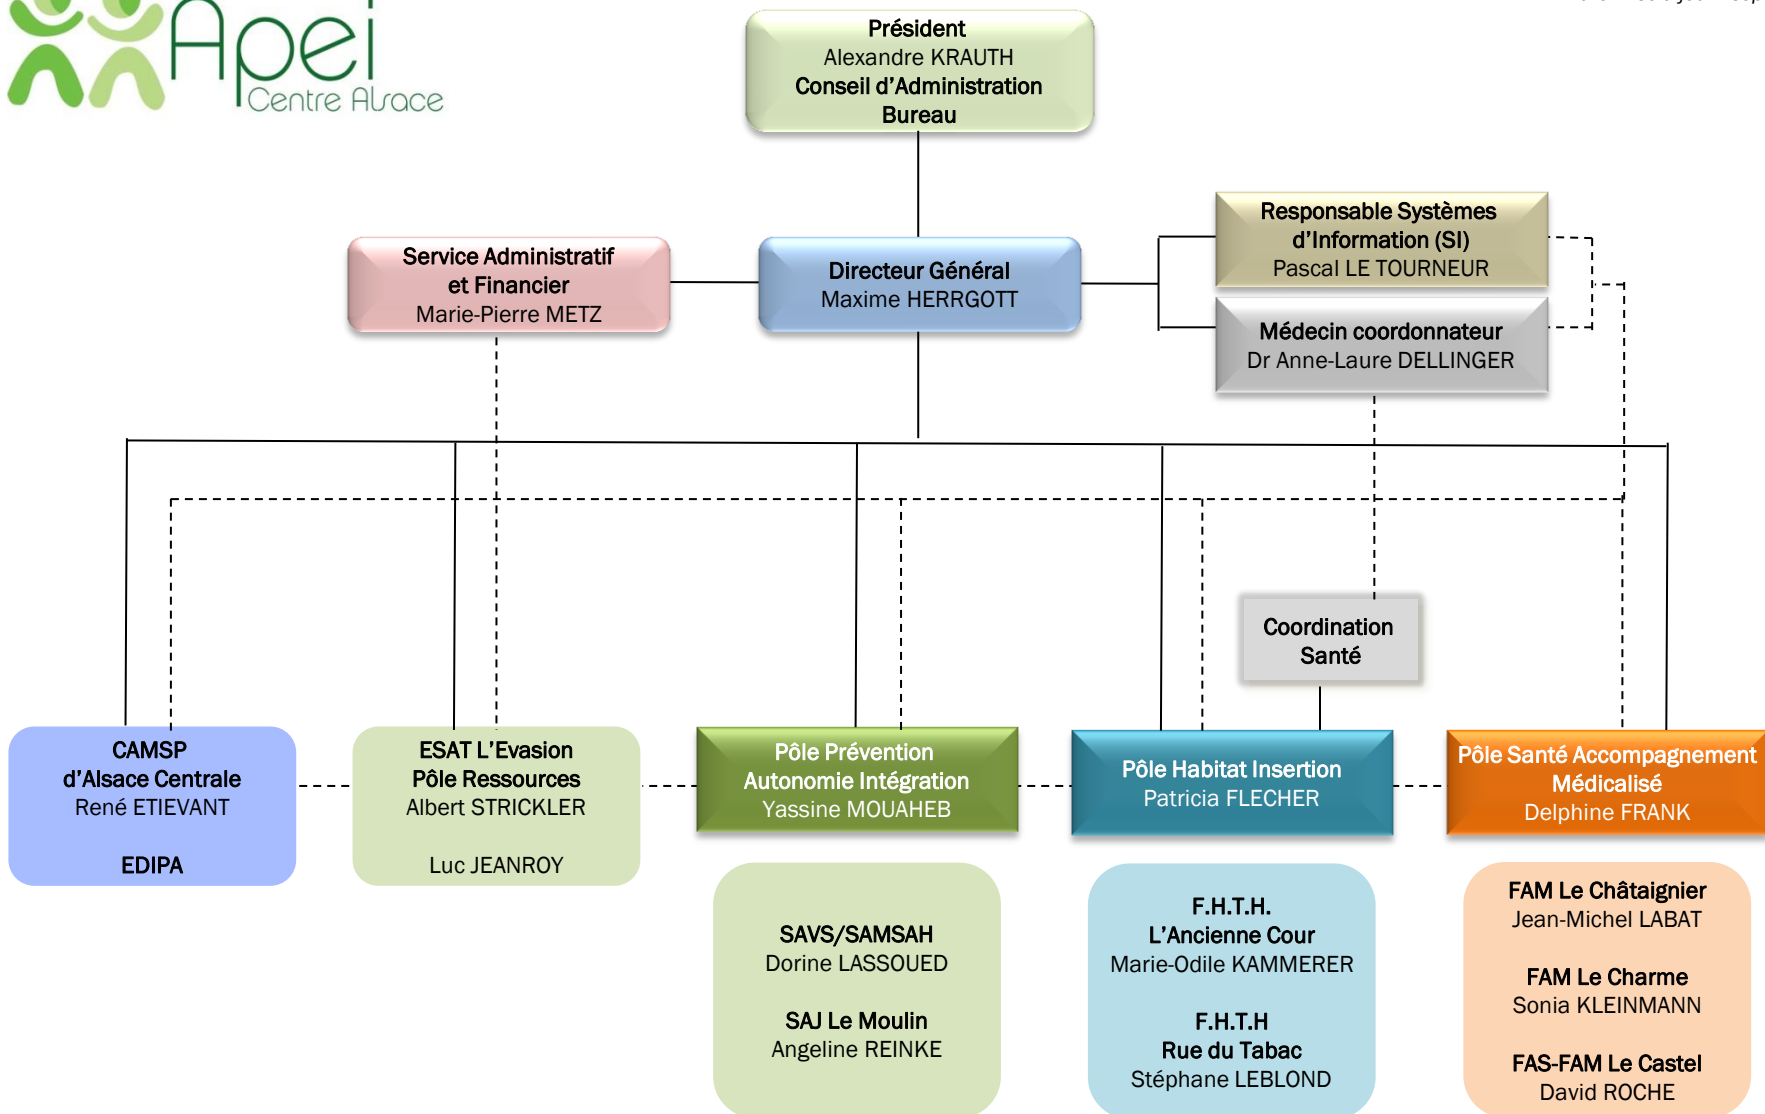 Apei
Centre Alsace
Président
Alexandre KRAUTH
Conseil d'Administration
Bureau
Responsable Systèmes
d'Information (SI)
Pascal LE TOURNEUR
Service Administratif
et Financier
Marie-Pierre METZ
Directeur Général
Maxime HERRGOTT
Médecin coordonnateur
Dr Anne-Laure DELLINGER
Coordination
Santé
CAMSP
d'Alsace Centrale
René ETIEVANT
EDIPA
ESAT L'Evasion
Pôle Ressources
Albert STRICKLER
Luc JEANROY
Pôle Prévention
Autonomie Intégration
Yassine MOUAHEB
Pôle Habitat Insertion
Patricia FLECHER
Pôle Santé Accompagnement
Médicalisé
Delphine FRANK
SAVS/SAMSAH
Dorine LASSOUED
SAJ Le Moulin
Angeline REINKE
F.H.T.H.
L'Ancienne Cour
Marie-Odile KAMMERER
F.H.T.H
Rue du Tabac
Stéphane LEBLOND
FAM Le Châtaignier
Jean-Michel LABAT
FAM Le Charme
Sonia KLEINMANN
FAS-FAM Le Castel
David ROCHE